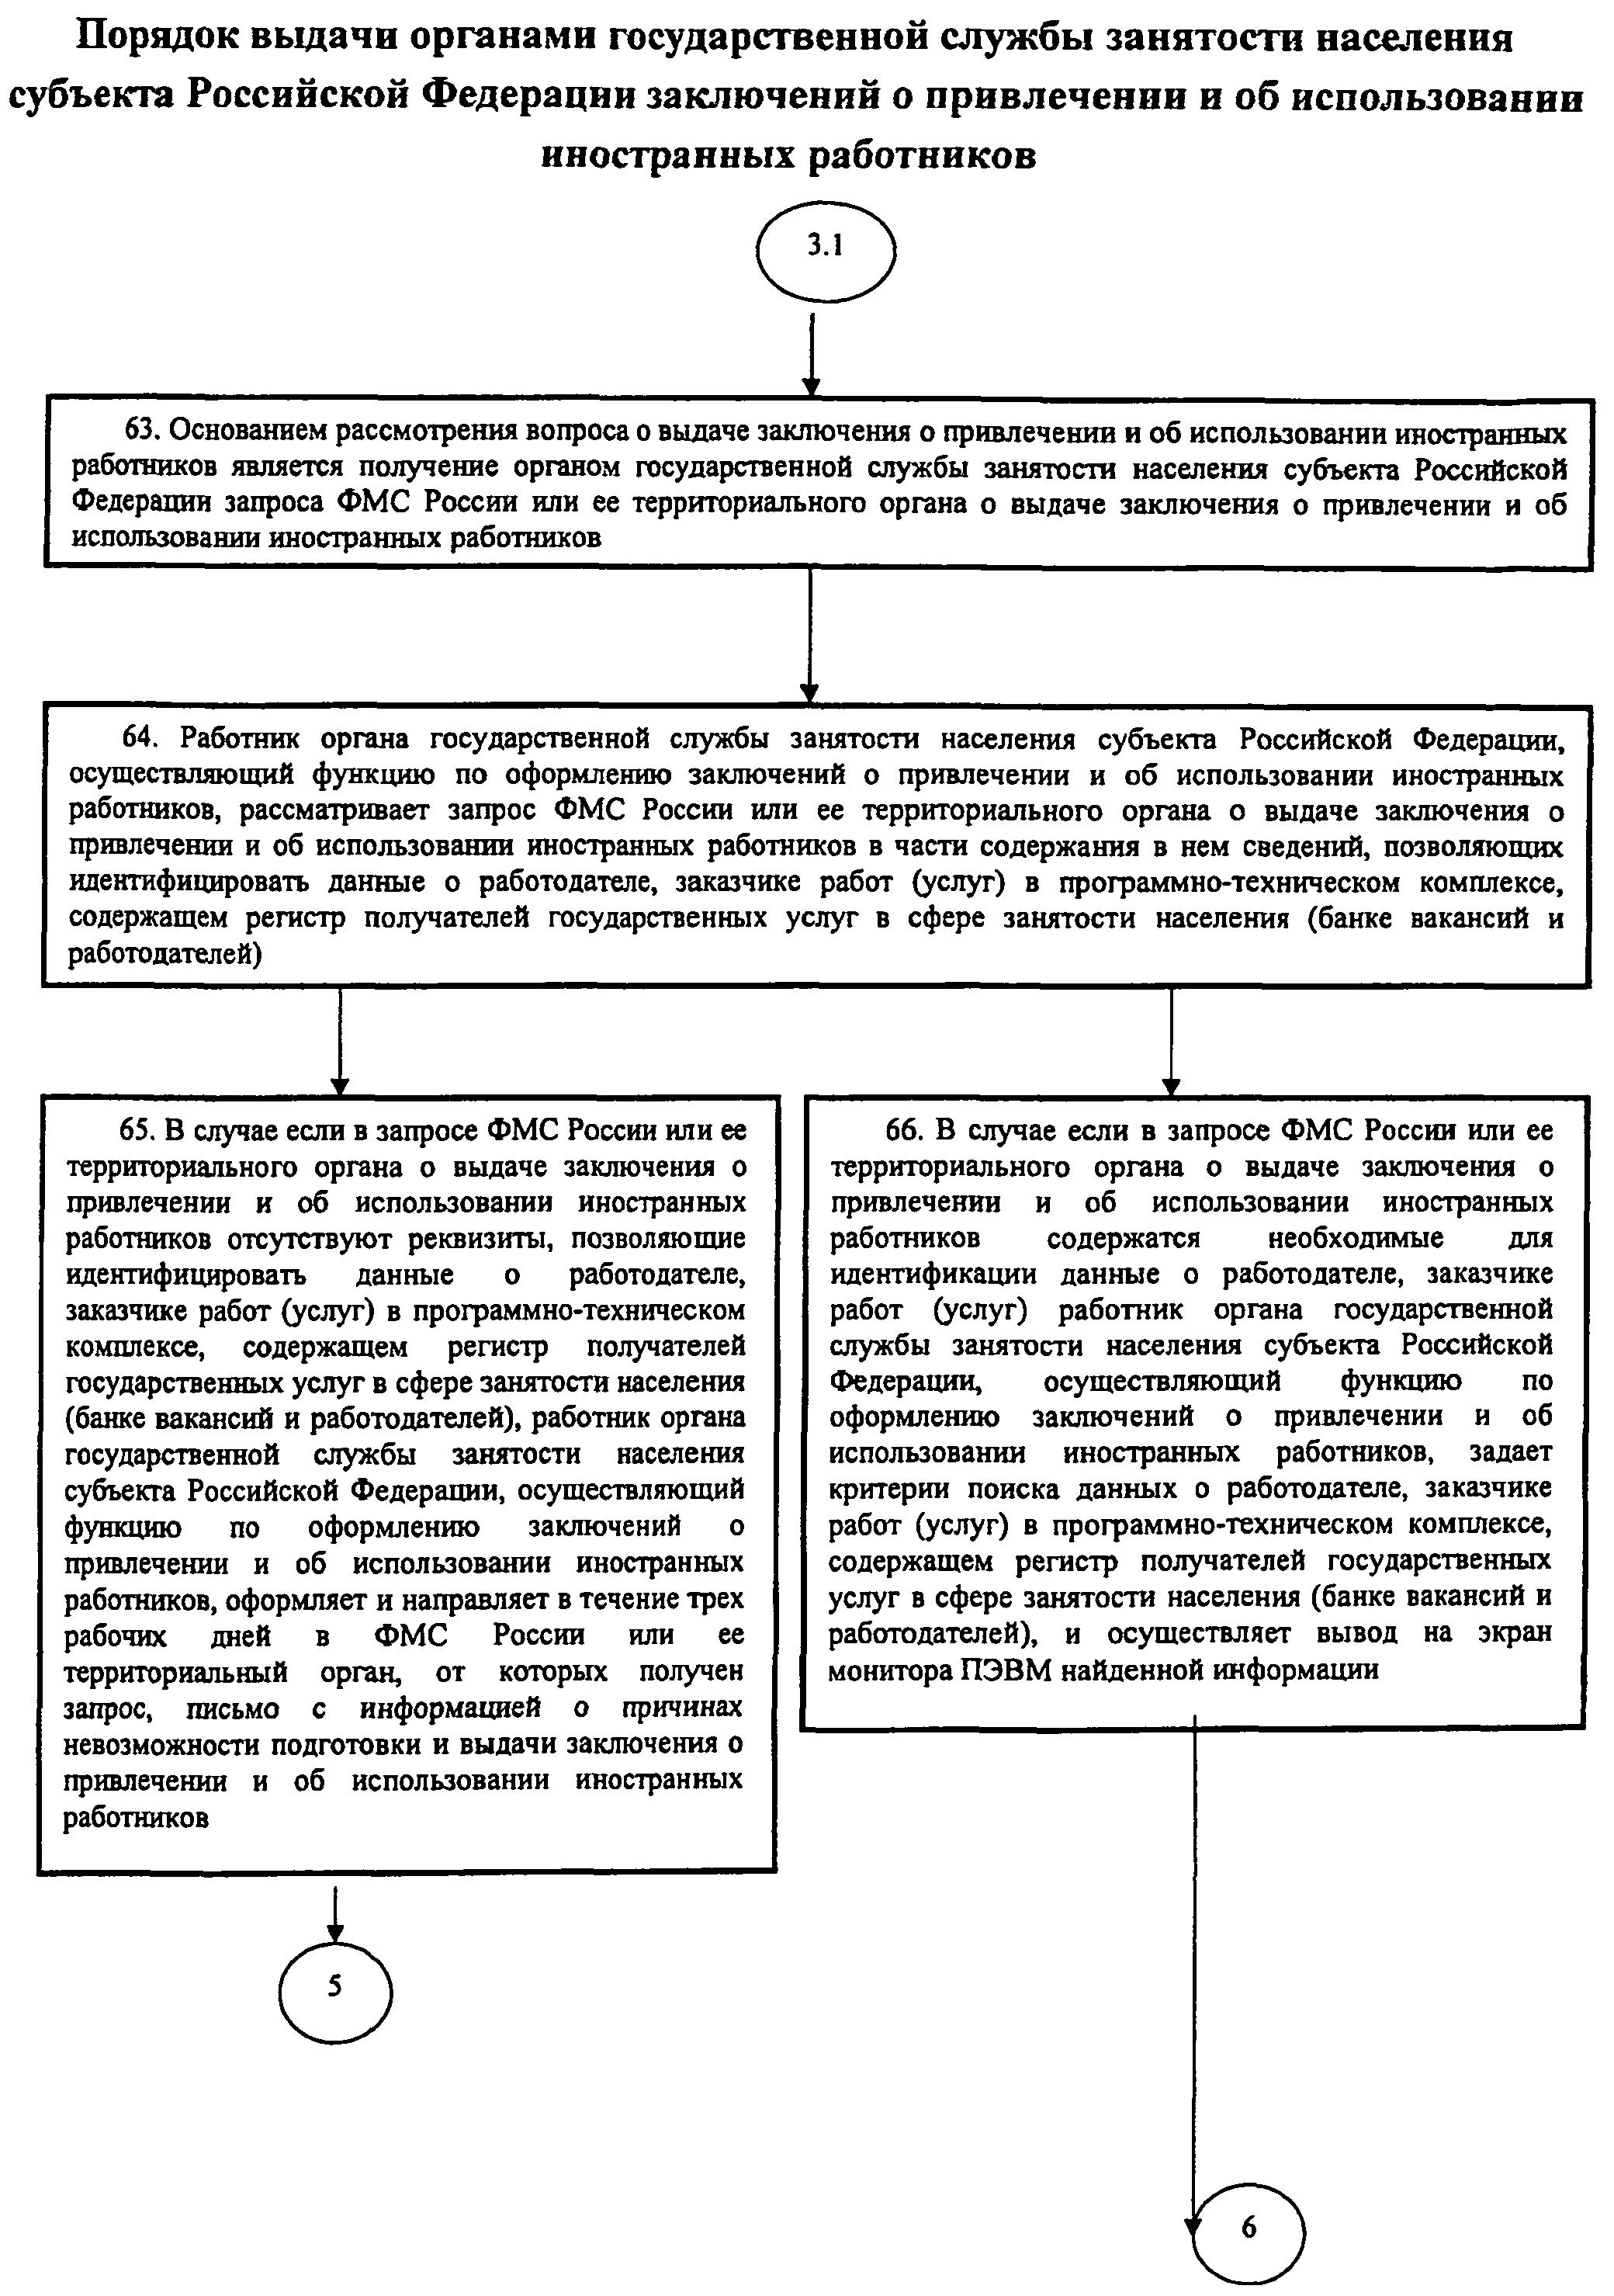 Порядок выдачи органами государственной службы занятости населения
субъекта Российской Федерации заключений о привлечении и об использовании
иностранных работников
3.1
63. Основанием рассмотрения вопроса о выдаче заключения о привлечении и об использовании иностранных
работников является получение органом государственной службы занятости населения субъекта Российской
Федерации запроса ФМС России или ее территориального органа о выдаче заключения о привлечении и об
использовании иностранных работников
64. Работник органа государственной службы занятости населения субъекта Российской Федерации,
осуществляющий функцию по оформлению заключений о привлечении и об использовании иностранных
работников, рассматривает запрос ФМС России или ее территориального органа о выдаче заключения о
привлечении и об использовании иностранных работников в части содержания в нем сведений, позволяющих
идентифицировать данные о работодателе, заказчике работ (услуг) в программно-техническом комплексе,
содержащем регистр получателей государственных услуг в сфере занятости населения (банке вакансий и
работодателей)
65. В случае если в запросе ФМС России или ее
территориального органа о выдаче заключения о
привлечении и об использовании иностранных
работников отсутствуют реквизиты, позволяющие
идентифицировать данные о работодателе,
заказчике работ (услуг) в программно-техническом
комплексе, содержащем регистр получателей
государственных услуг в сфере занятости населения
(банке вакансий и работодателей), работник органа
государственной службы занятости населения
субъекта Российской Федерации, осуществляющий
функцию по оформлению заключений о
привлечении и об использовании иностранных
работников, оформляет и направляет в течение трех
рабочих дней в ФМС России или ее
территориальный орган, от которых получен
запрос, письмо с информацией о причинах
невозможности подготовки и выдачи заключения о
привлечении и об использовании иностранных
работников
66. В случае если в запросе ФМС России или ее
территориального органа о выдаче заключения о
привлечении и об использовании иностранных
работников содержатся необходимые для
идентификации данные о работодателе, заказчике
работ (услуг) работник органа государственной
службы занятости населения субъекта Российской
Федерации, осуществляющий функцию по
оформлению заключений о привлечении и об
использовании иностранных работников, задает
критерии поиска данных о работодателе, заказчике
работ (услуг) в программно-техническом комплексе,
содержащем регистр получателей государственных
услуг в сфере занятости населения (банке вакансий и
работодателей), и осуществляет вывод на экран
монитора ПЭВМ найденной информации
5
6